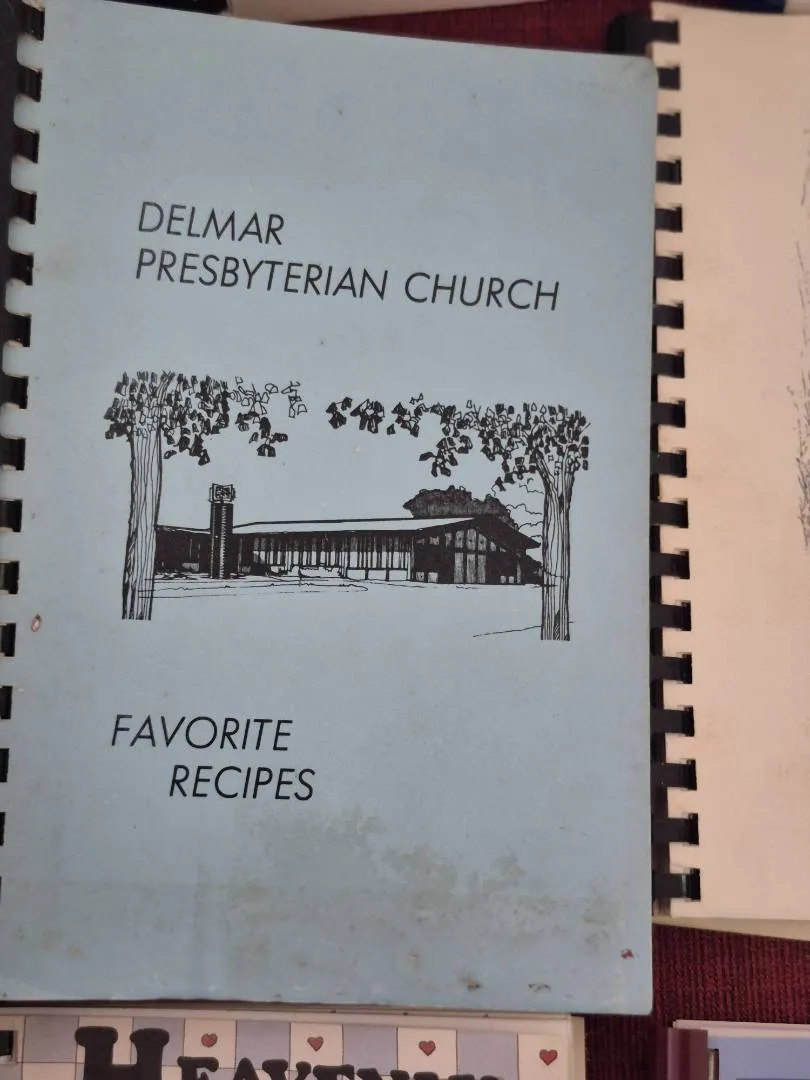 DELMAR
PRESBYTERIAN CHURCH
FAVORITE
RECIPES